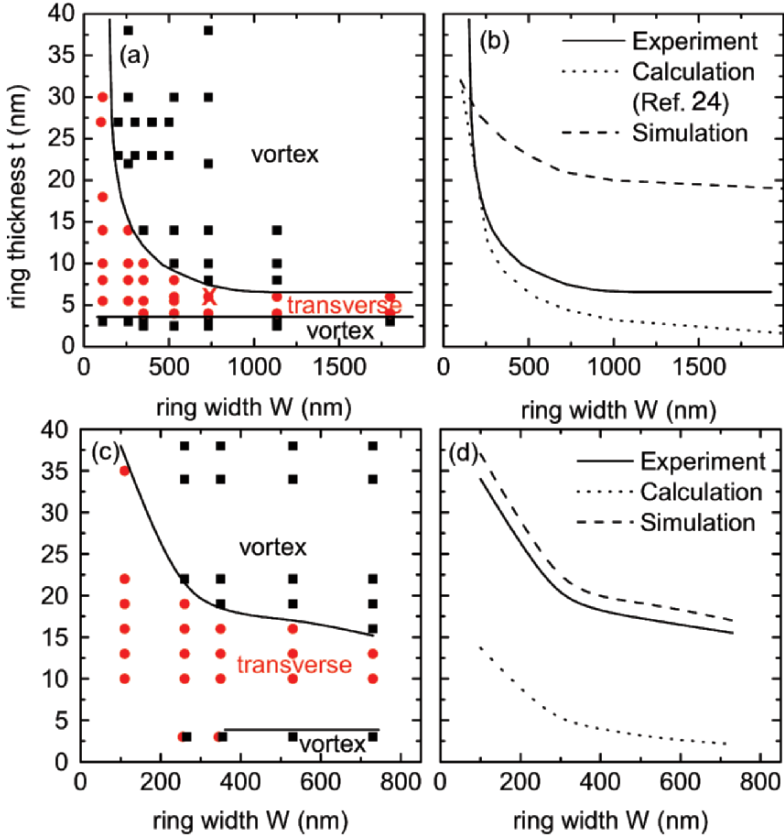 40
35
30
25
20
15
10
5
0
ring thickness t (nm)
(a)
vortex
transverse
vortex
0 500 1000 1500
ring width W (nm)
(b)
Experiment
Calculation
(Ref. 24)
Simulation
0 500 1000 1500
ring width W (nm)
40
35
30
25
20
15
10
5
0
(c)
vortex
transverse
vortex
0 200 400 600 800
ring width W (nm)
(d)
Experiment
Calculation
Simulation
0 200 400 600 800
ring width W (nm)